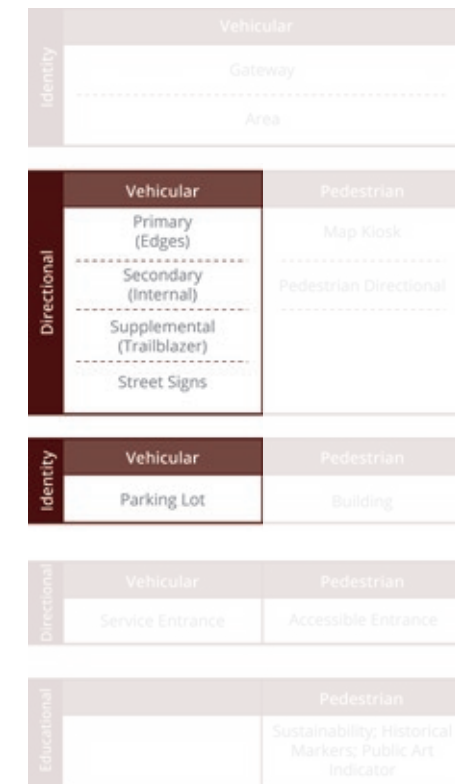 Vehicular
Identity
Gateway
Area
Directional
Vehicular
Pedestrian
Primary
(Edges)
Map Kiosk
Secondary
(Internal)
Pedestrian Directional
Supplemental
(Trailblazer)
Street Signs
Identity
Vehicular
Pedestrian
Parking Lot
Building
Directional
Vehicular
Pedestrian
Service Entrance
Accessible Entrance
Educational
Pedestrian
Sustainability; Historical
Markers; Public Art
Indicator